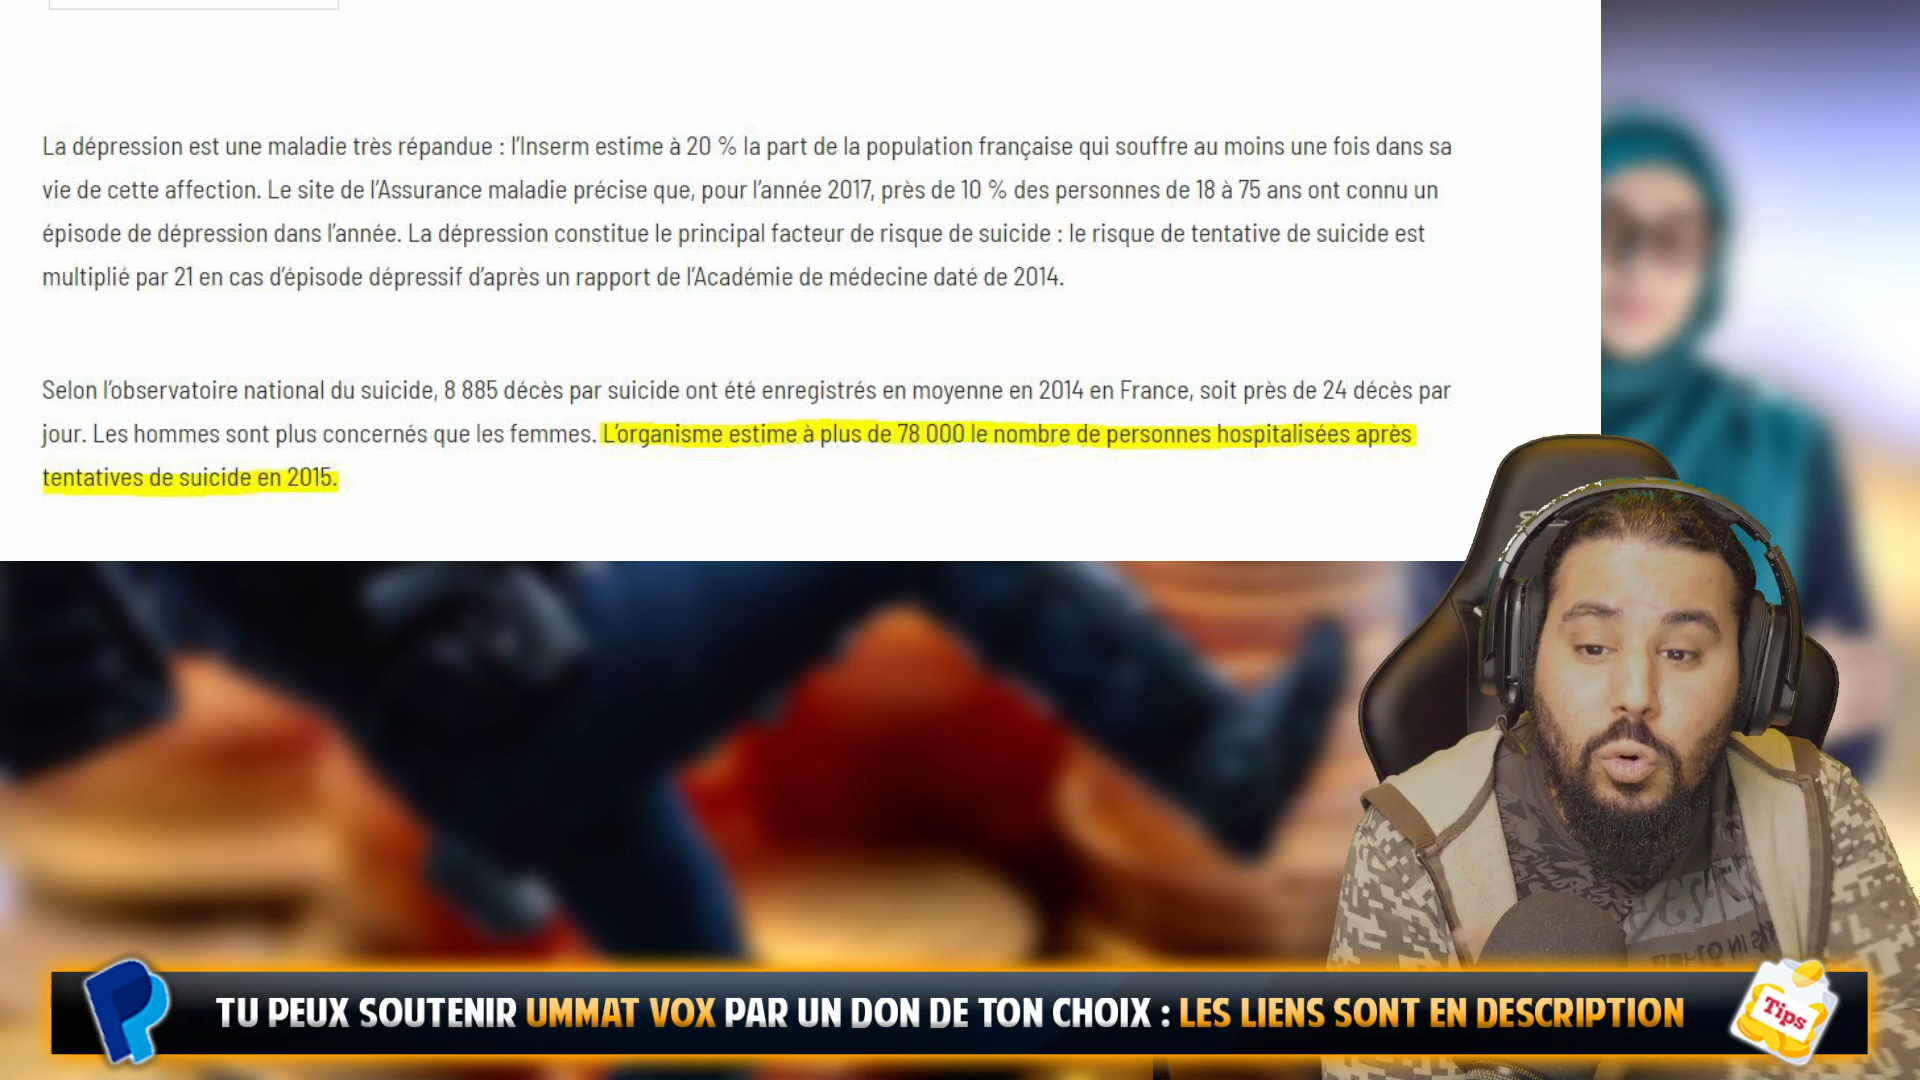 La dépression est une maladie très répandue : l'Inserm estime à 20 % la part de la population française qui souffre au moins une fois dans sa
vie de cette affection. Le site de l'Assurance maladie précise que, pour l'année 2017, près de 10 % des personnes de 18 à 75 ans ont connu un
épisode de dépression dans l'année. La dépression constitue le principal facteur de risque de suicide : le risque de tentative de suicide est
multiplié par 21 en cas d'épisode dépressif d'après un rapport de l'Académie de médecine daté de 2014.
Selon l'observatoire national du suicide, 8 885 décès par suicide ont été enregistrés en moyenne en 2014 en France, soit près de 24 décès par
jour. Les hommes sont plus concernés que les femmes. L'organisme estime à plus de 78 000 le nombre de personnes hospitalisées après
tentatives de suicide en 2015.
TU PEUX SOUTENIR UMMAT VOX PAR UN DON DE TON CHOIX : LES LIENS SONT EN DESCRIPTION
Tips